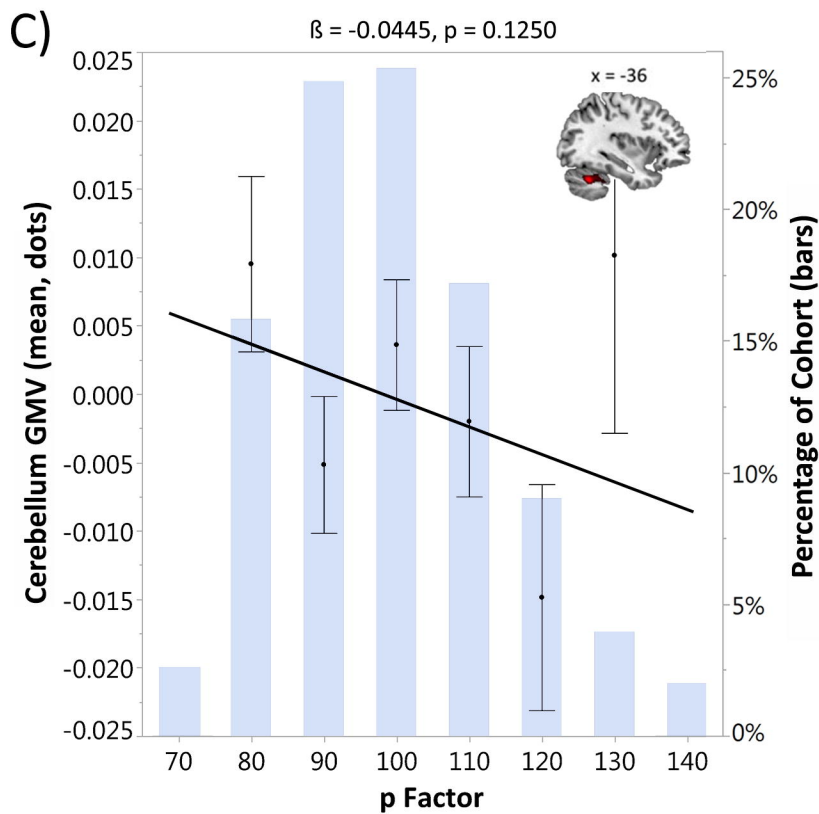 C)
ß = -0.0445, p = 0.1250
x = -36
Cerebellum GMV (mean, dots)
0.025
0.020
0.015
0.010
0.005
0.000
-0.005
-0.010
-0.015
-0.020
-0.025
25%
20%
15%
10%
5%
0%
Percentage of Cohort (bars)
70 80 90 100 110 120 130 140
p Factor